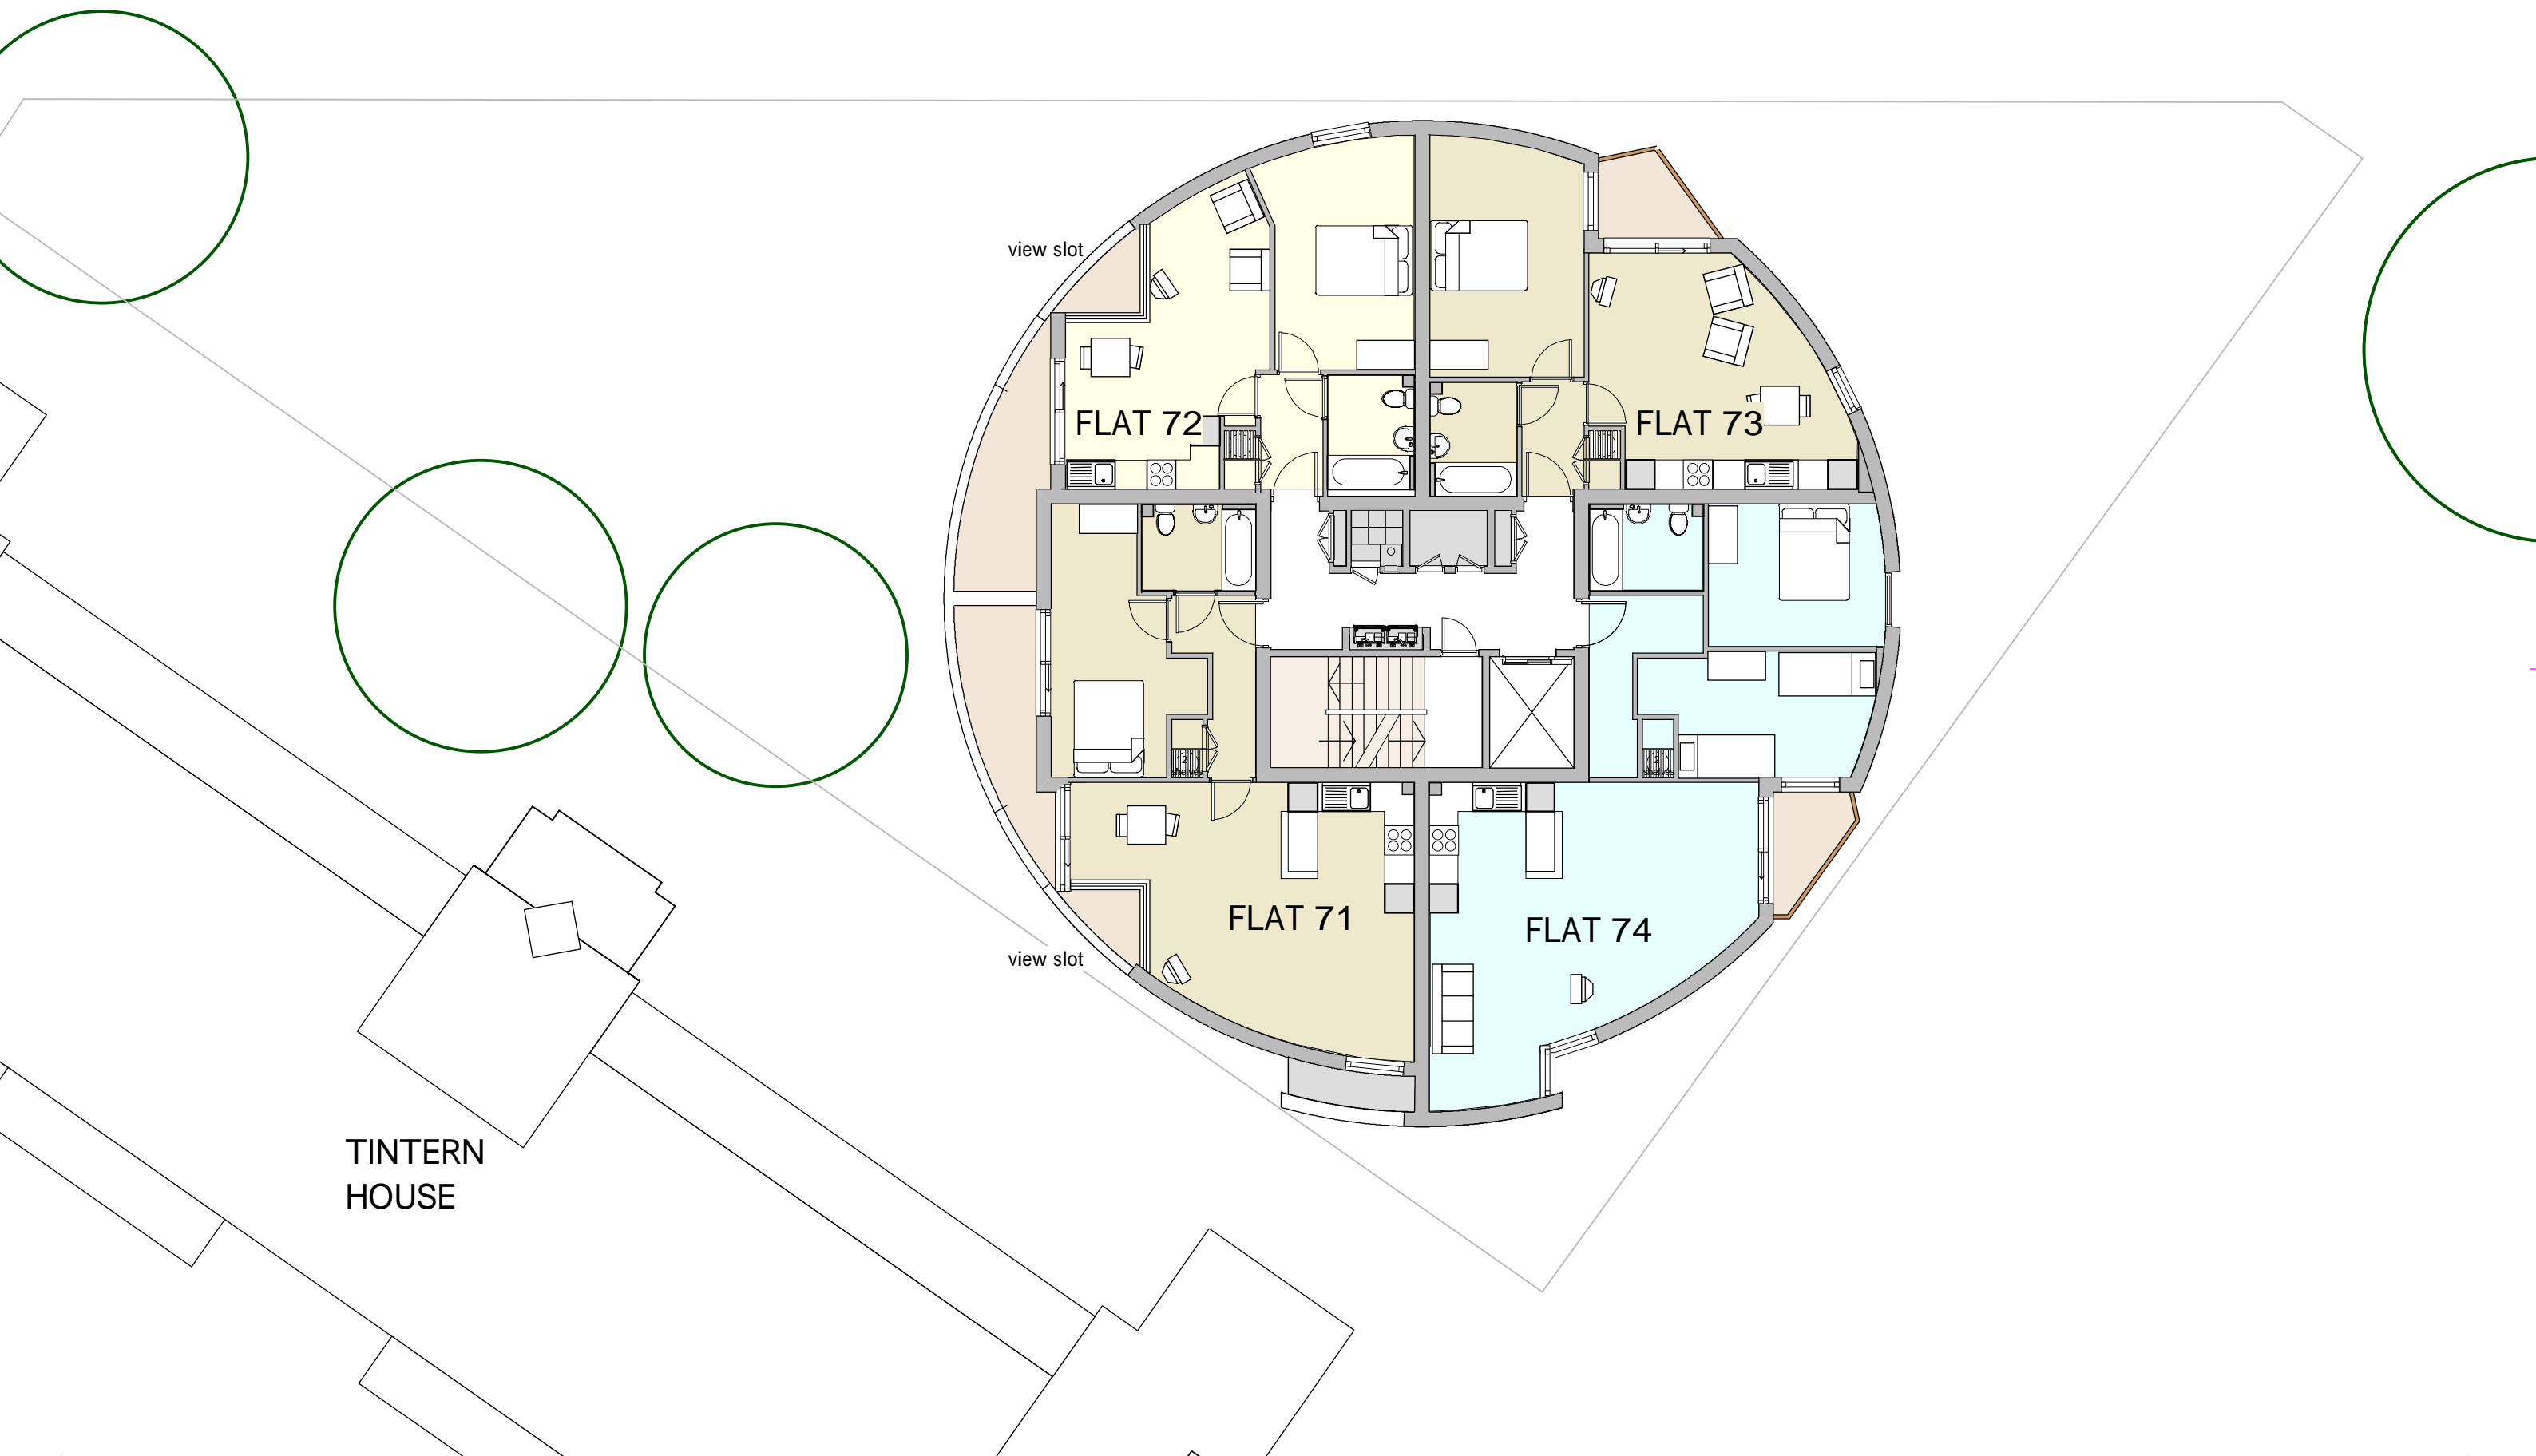 view slot
FLAT 72
FLAT 73
FLAT 71
FLAT 74
view slot
TINTERN
HOUSE